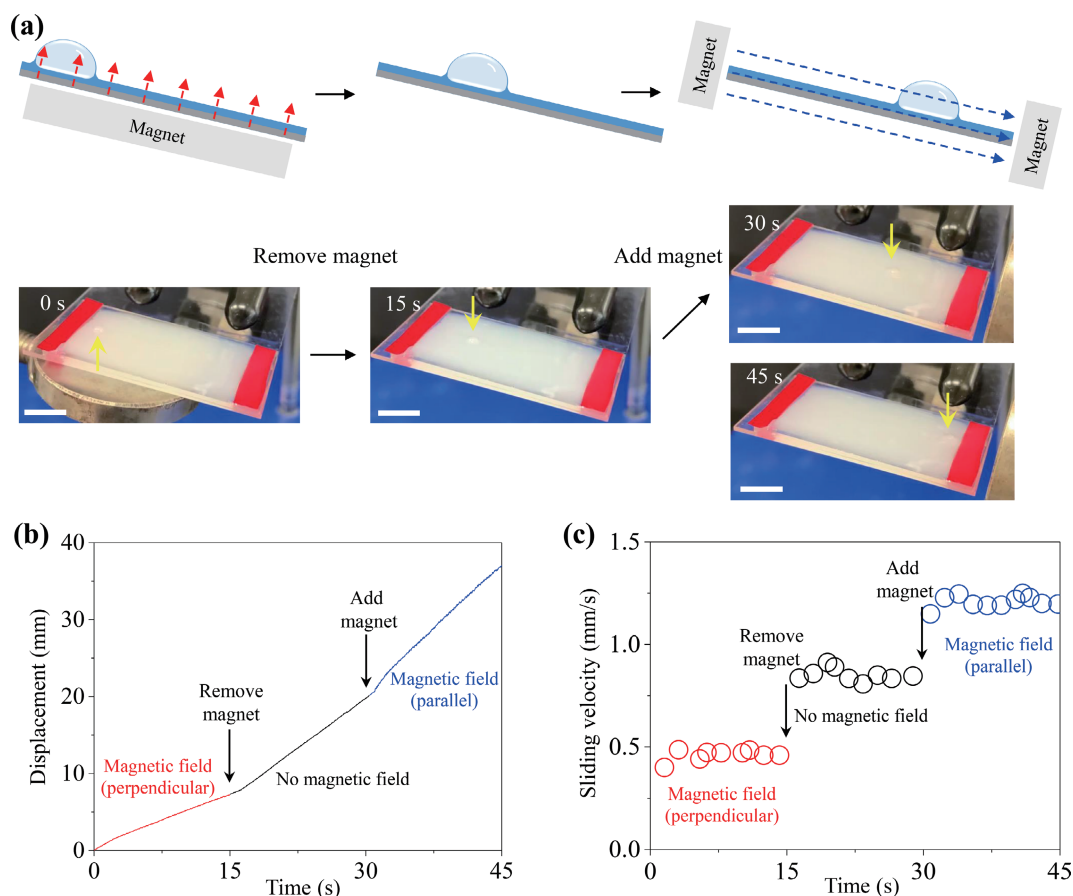 (a)
Magnet
Magnet
Magnet
Remove magnet
Add magnet
0 s
15 s
30 s
45 s
(b)
40
30
20
10
0
Displacement (mm)
0
15
30
45
Time (s)
Magnetic field
(perpendicular)
Remove
magnet
No magnetic field
Add
magnet
Magnetic field
(parallel)
(c)
1.5
1.0
0.5
0.0
Sliding velocity (mm/s)
0
15
30
45
Time (s)
Magnetic field
(perpendicular)
Remove
magnet
No magnetic field
Add
magnet
Magnetic field
(parallel)